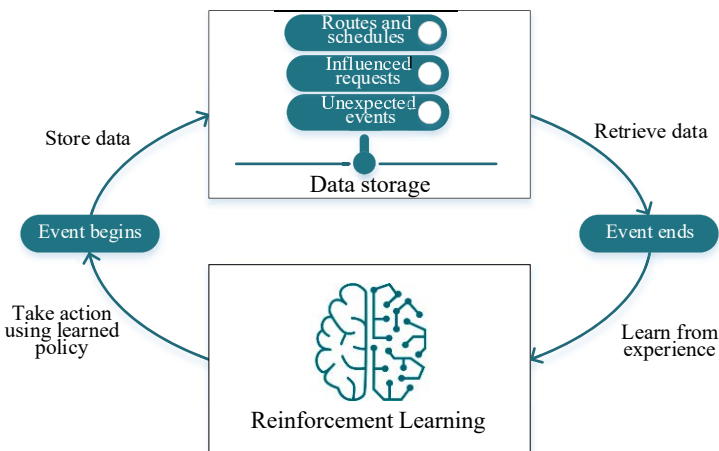 Routes and
schedules
Influenced
requests
Unexpected
events
Data storage
Store data
Retrieve data
Event begins
Event ends
Take action
using learned
policy
Learn from
experience
Reinforcement Learning